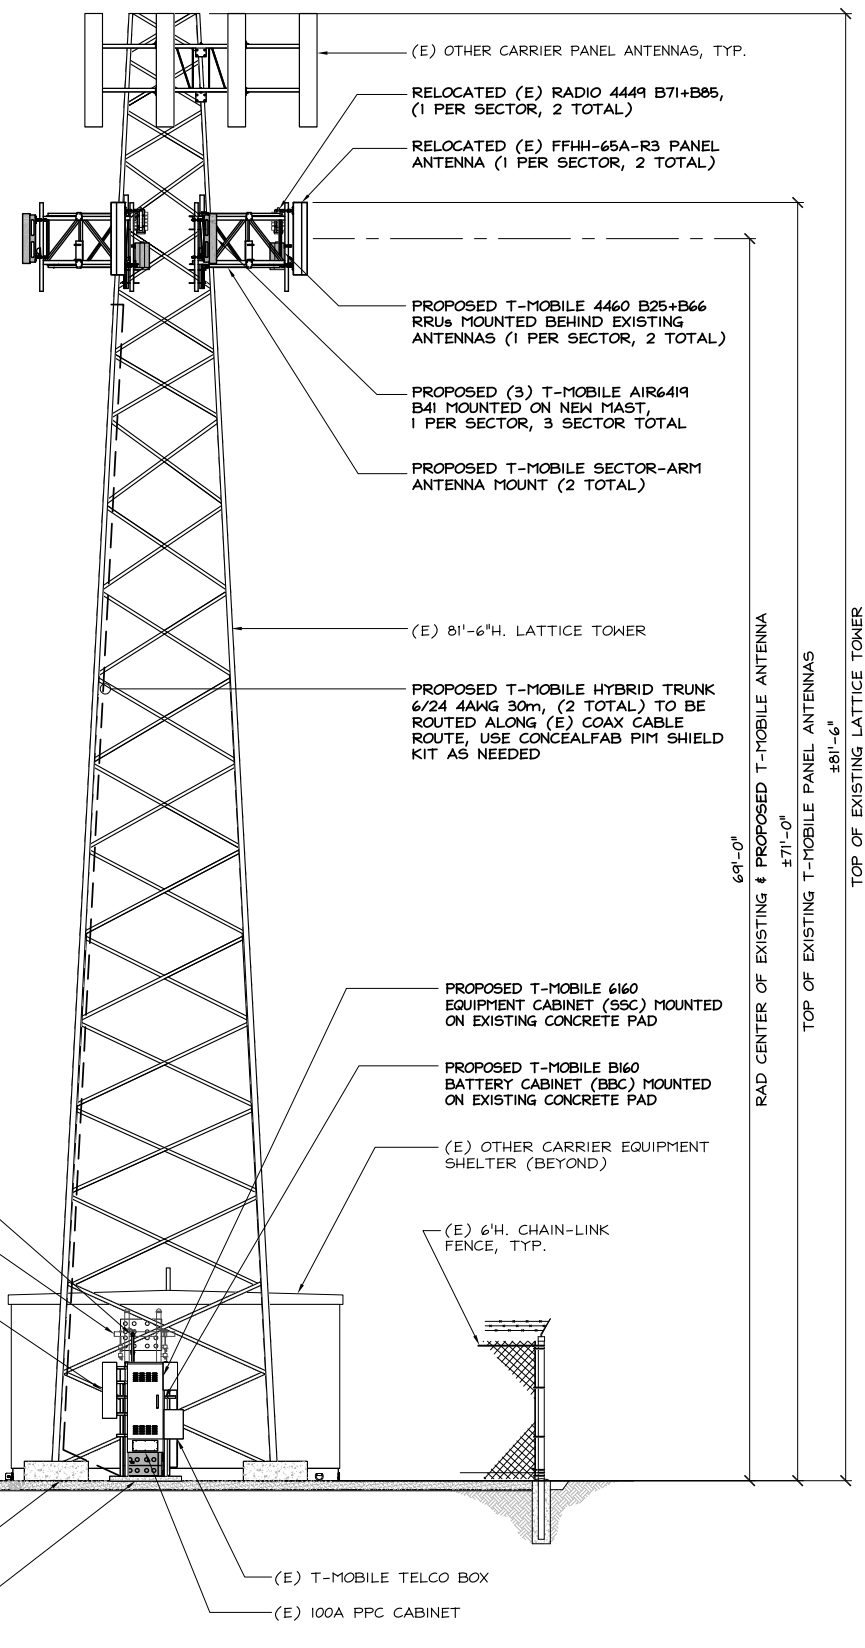 (E) OTHER CARRIER PANEL ANTENNAS, TYP.
RELOCATED (E) RADIO 4449 B71+B85,
(1 PER SECTOR, 2 TOTAL)
RELOCATED (E) FFHH-65A-R3 PANEL
ANTENNA (1 PER SECTOR, 2 TOTAL)
PROPOSED T-MOBILE 4460 B25+B66
RRUs MOUNTED BEHIND EXISTING
ANTENNAS (1 PER SECTOR, 2 TOTAL)
PROPOSED (3) T-MOBILE AIR6419
B41 MOUNTED ON NEW MAST,
1 PER SECTOR, 3 SECTOR TOTAL
PROPOSED T-MOBILE SECTOR-ARM
ANTENNA MOUNT (2 TOTAL)
(E) 81'-6"H. LATTICE TOWER
PROPOSED T-MOBILE HYBRID TRUNK
6/24 4AWG 30m, (2 TOTAL) TO BE
ROUTED ALONG (E) COAX CABLE
ROUTE, USE CONCEALFAB PIM SHIELD
KIT AS NEEDED
69'-0"
RAD CENTER OF EXISTING & PROPOSED T-MOBILE ANTENNA
±71'-0"
TOP OF EXISTING T-MOBILE PANEL ANTENNAS
±81'-6"
TOP OF EXISTING LATTICE TOWER
PROPOSED T-MOBILE 6160
EQUIPMENT CABINET (SSC) MOUNTED
ON EXISTING CONCRETE PAD
PROPOSED T-MOBILE B160
BATTERY CABINET (BBC) MOUNTED
ON EXISTING CONCRETE PAD
(E) OTHER CARRIER EQUIPMENT
SHELTER (BEYOND)
(E) 6'H. CHAIN-LINK
FENCE, TYP.
(E) T-MOBILE TELCO BOX
(E) 100A PPC CABINET